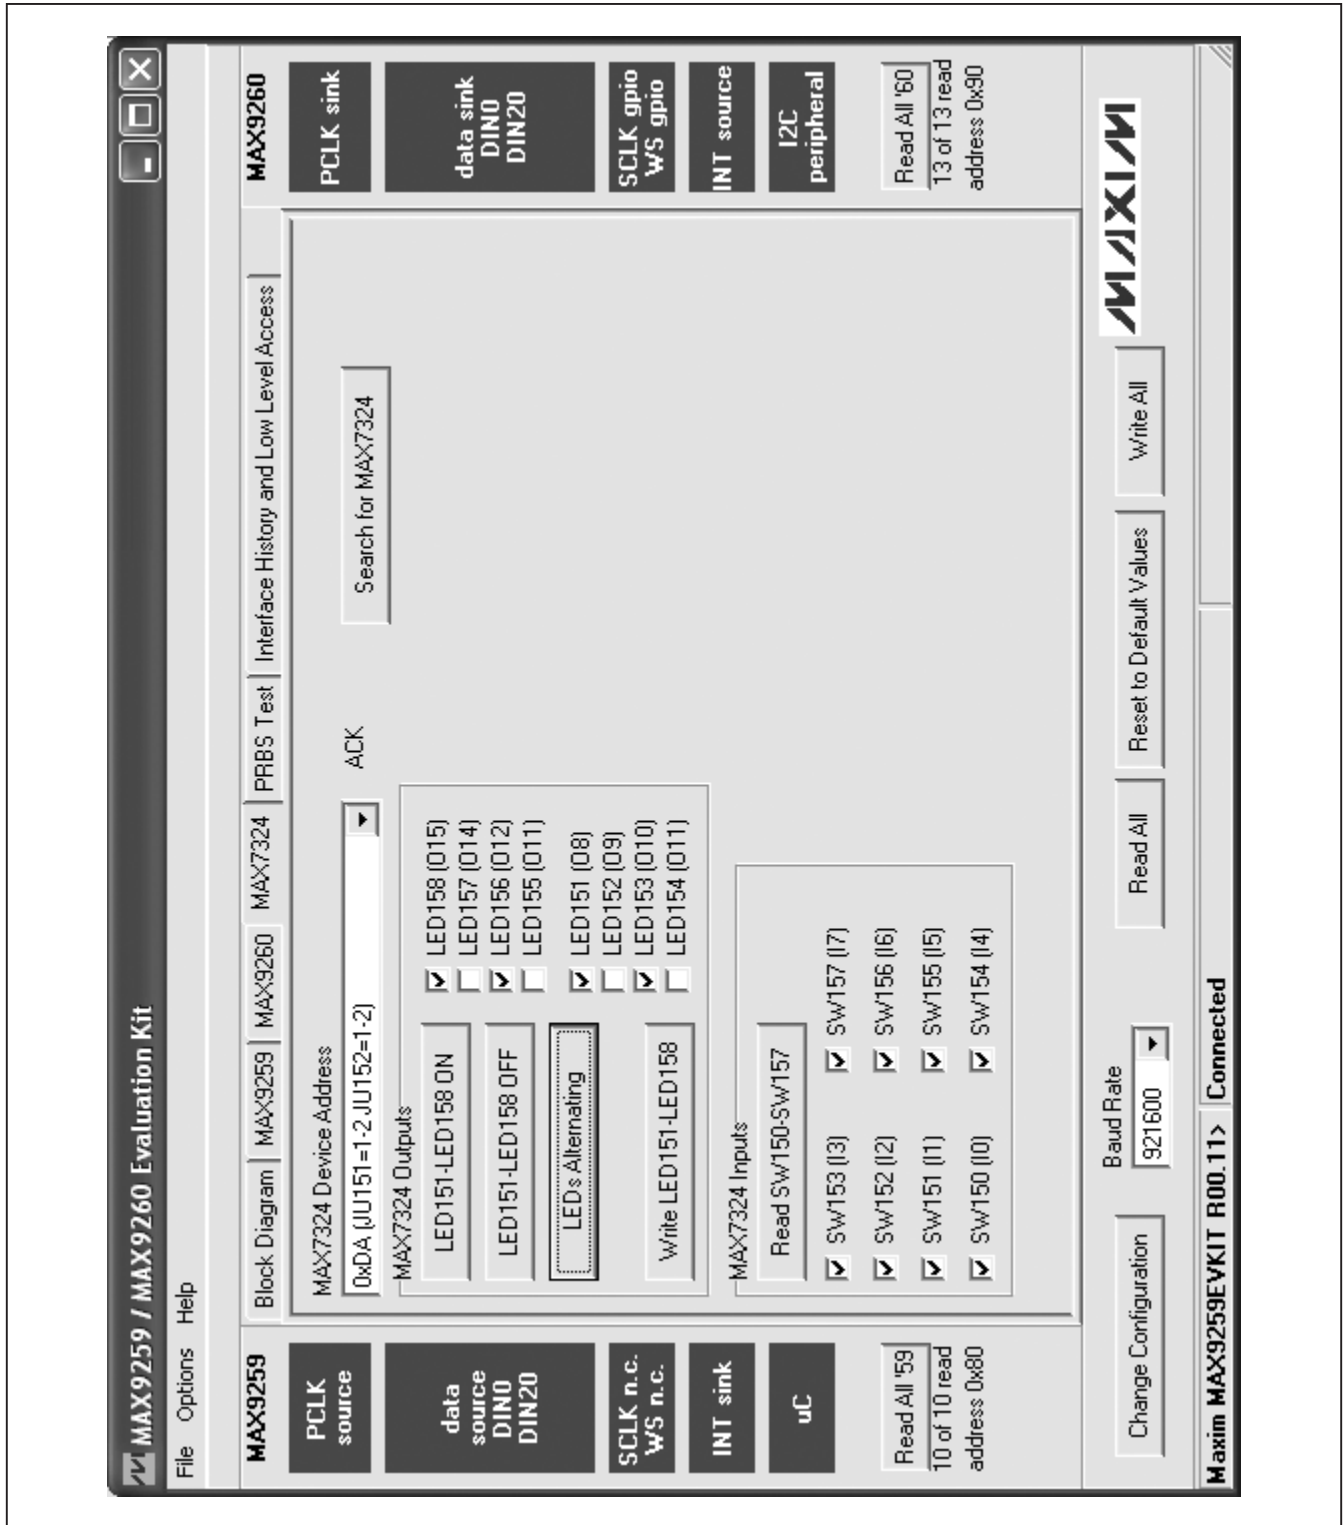 MAX9259 / MAX9260 Evaluation Kit
File Options Help
MAX9259
PCLK
source
data
source
DIN0
DIN20
SCLK n.c.
WS n.c.
INT sink
uC
Read All '59
10 of 10 read
address 0x80
Block Diagram MAX9259 MAX9260 MAX7324 PRBS Test Interface History and Low Level Access
MAX7324 Device Address
0xDA (JU151=1-2 JU152=1-2) ACK Search for MAX7324
MAX7324 Outputs
LED151-LED158 ON
LED151-LED158 OFF
LEDs Alternating
Write LED151-LED158
LED158 (O15)
LED157 (O14)
LED156 (O12)
LED155 (O11)
LED151 (O8)
LED152 (O9)
LED153 (O10)
LED154 (O11)
MAX7324 Inputs
Read SW150-SW157
SW153 (I3) SW157 (I7)
SW152 (I2) SW156 (I6)
SW151 (I1) SW155 (I5)
SW150 (I0) SW154 (I4)
MAX9260
PCLK sink
data sink
DIN0
DIN20
SCLK gpio
WS gpio
INT source
I2C
peripheral
Read All '60
13 of 13 read
address 0x90
Change Configuration
Baud Rate
921600
Read All
Reset to Default Values
Write All
MAXIM
Maxim MAX9259EVKIT R00.11> Connected